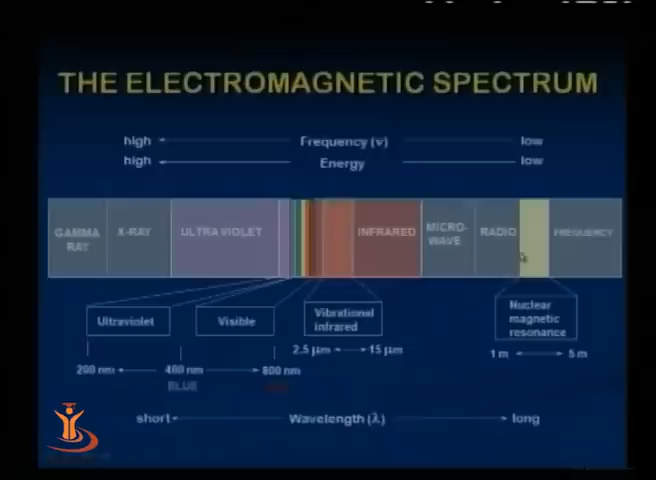 THE ELECTROMAGNETIC SPECTRUM
high Frequency (ν) low
high Energy low
GAMMA RAY X-RAY ULTRAVIOLET INFRARED MICRO-WAVE RADIO FREQUENCY
Ultraviolet Visible Vibrational infrared Nuclear magnetic resonance
2.5 μm 15 μm 1 m 5 m
200 nm 400 nm 800 nm
BLUE
short Wavelength (λ) long